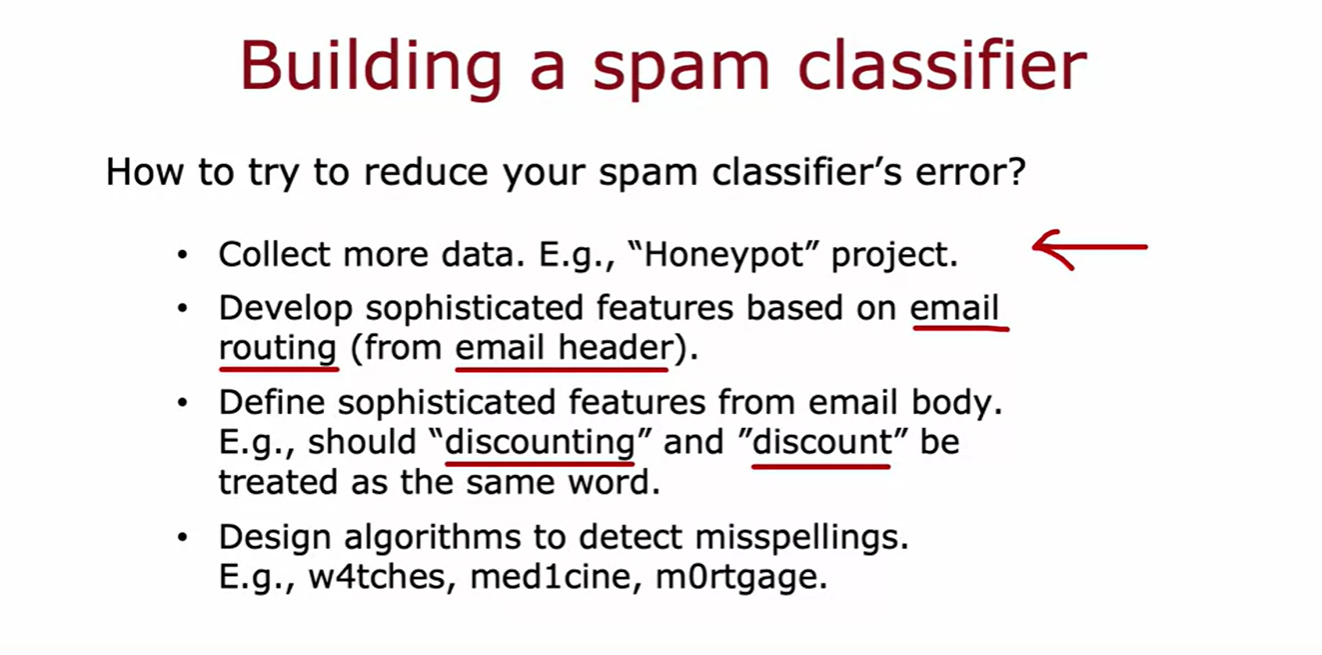 Building a spam classifier
How to try to reduce your spam classifier’s error?
• Collect more data. E.g., “Honeypot” project.
• Develop sophisticated features based on email
routing (from email header).
• Define sophisticated features from email body.
E.g., should “discounting” and ”discount” be
treated as the same word.
• Design algorithms to detect misspellings.
E.g., w4tches, med1cine, m0rtgage.